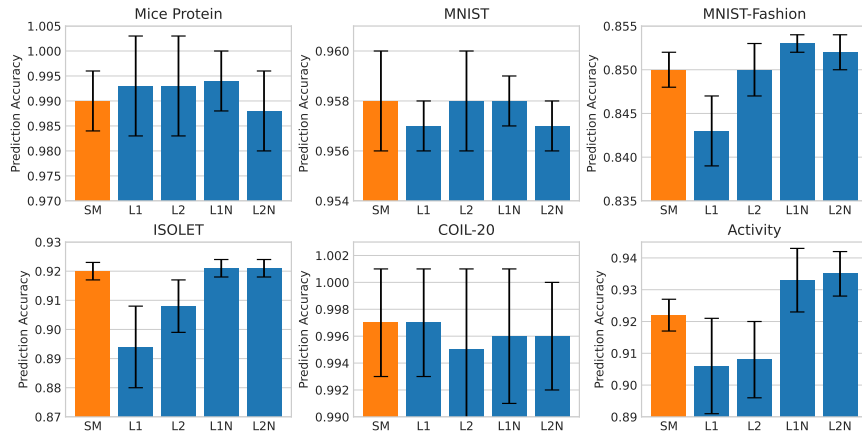 Mice Protein
Prediction Accuracy
1.005
1.000
0.995
0.990
0.985
0.980
0.975
0.970
SM L1 L2 L1N L2N
MNIST
Prediction Accuracy
0.960
0.958
0.956
0.954
SM L1 L2 L1N L2N
MNIST-Fashion
Prediction Accuracy
0.855
0.850
0.845
0.840
0.835
SM L1 L2 L1N L2N
ISOLET
Prediction Accuracy
0.93
0.92
0.91
0.90
0.89
0.88
0.87
SM L1 L2 L1N L2N
COIL-20
Prediction Accuracy
1.002
1.000
0.998
0.996
0.994
0.992
0.990
SM L1 L2 L1N L2N
Activity
Prediction Accuracy
0.94
0.93
0.92
0.91
0.90
0.89
SM L1 L2 L1N L2N